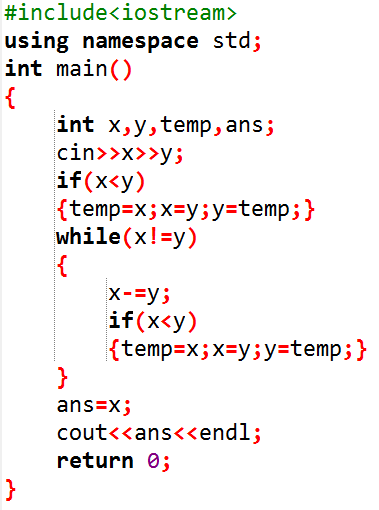 #include<iostream>
using namespace std;
int main()
{
    int x,y,temp,ans;
    cin>>x>>y;
    if(x<y)
    {temp=x;x=y;y=temp;}
    while(x!=y)
    {
        x-=y;
        if(x<y)
        {temp=x;x=y;y=temp;}
    }
    ans=x;
    cout<<ans<<endl;
    return 0;
}